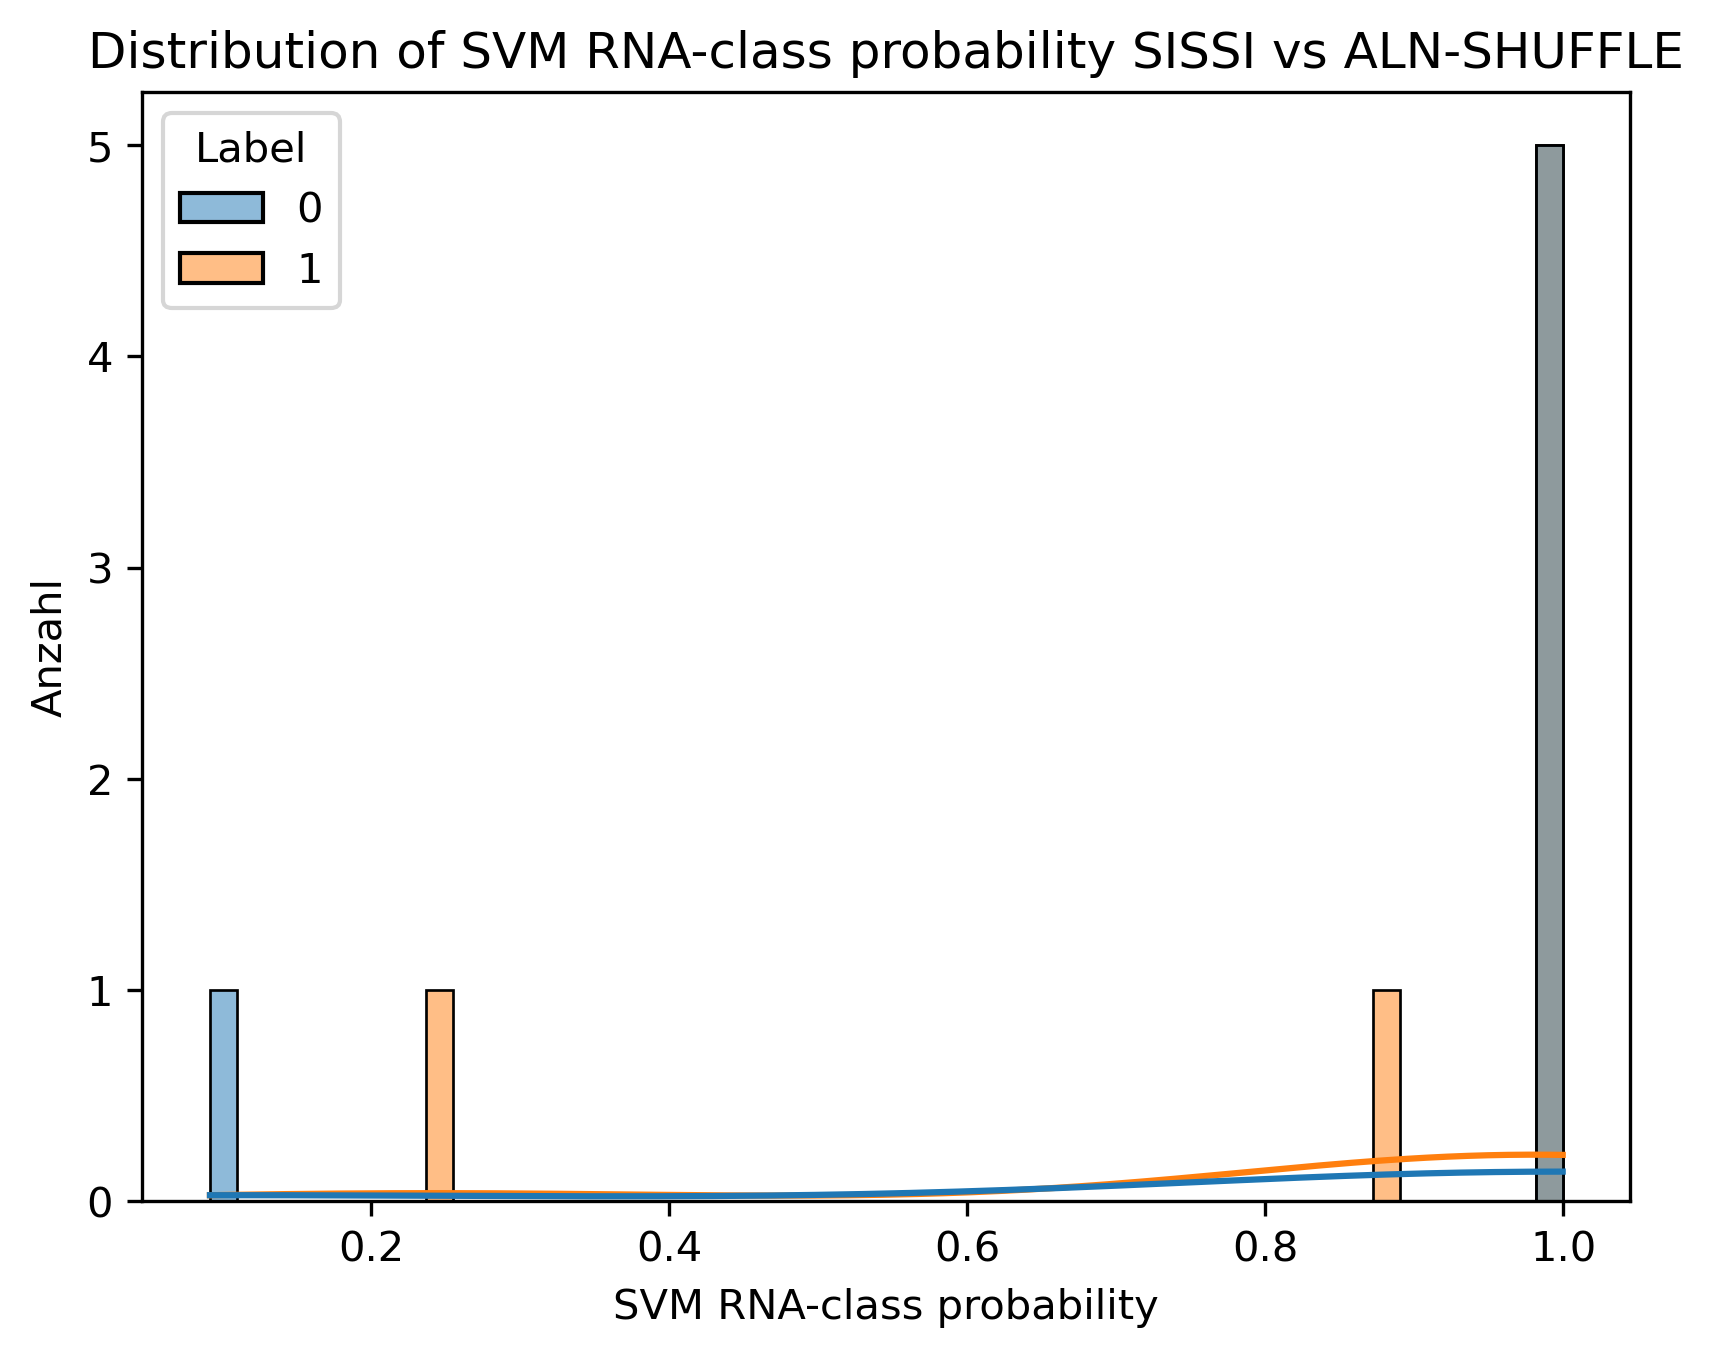 Distribution of SVM RNA-class probability SISSI vs ALN-SHUFFLE
Label
0
1
5
4
3
2
1
0
Anzahl
0.2 0.4 0.6 0.8 1.0
SVM RNA-class probability